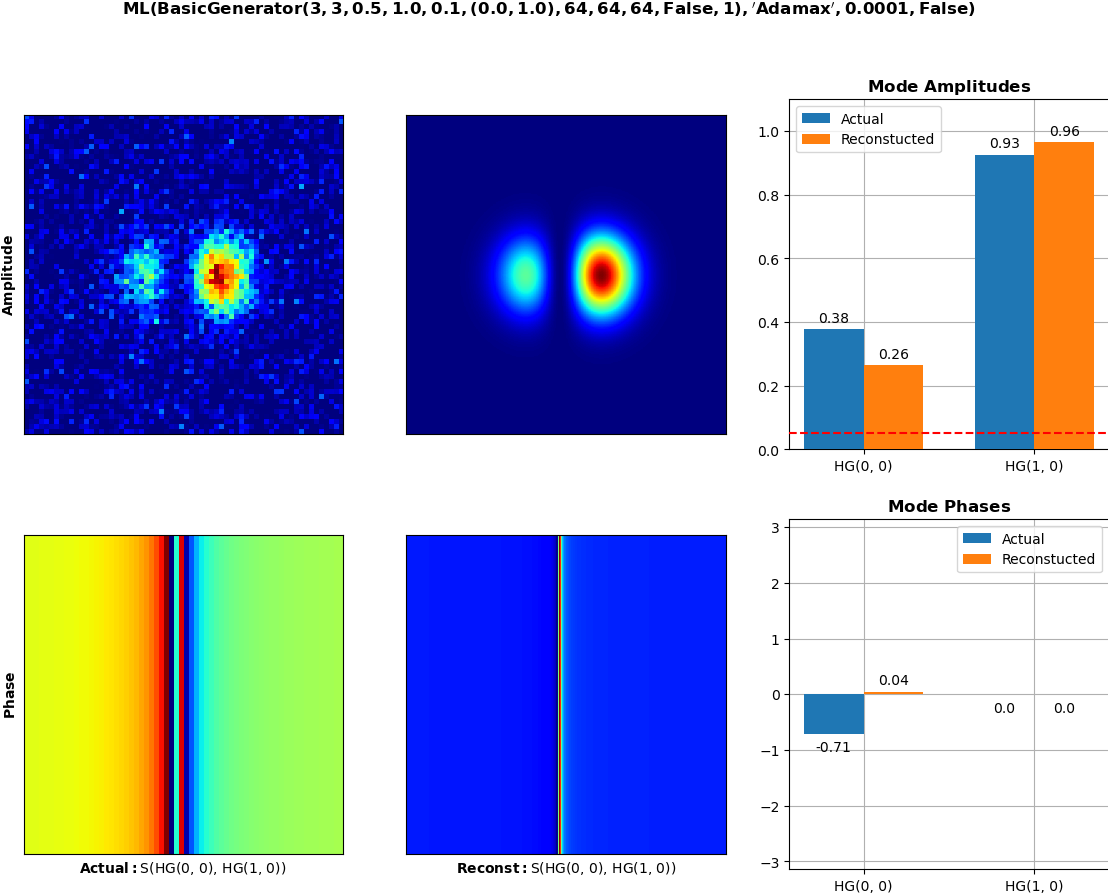 ML(BasicGenerator(3, 3, 0.5, 1.0, 0.1, (0.0, 1.0), 64, 64, 64, False, 1), ′Adamax′, 0.0001, False)
Mode Amplitudes
Actual
Reconstucted
1.0
0.8
0.6
0.4
0.2
0.0
0.38
0.26
0.93
0.96
HG(0, 0)
HG(1, 0)
Amplitude
Mode Phases
Actual
Reconstucted
3
2
1
0
−1
−2
−3
-0.71
0.04
0.0
0.0
HG(0, 0)
HG(1, 0)
Phase
Actual: S(HG(0, 0), HG(1, 0))
Reconst: S(HG(0, 0), HG(1, 0))